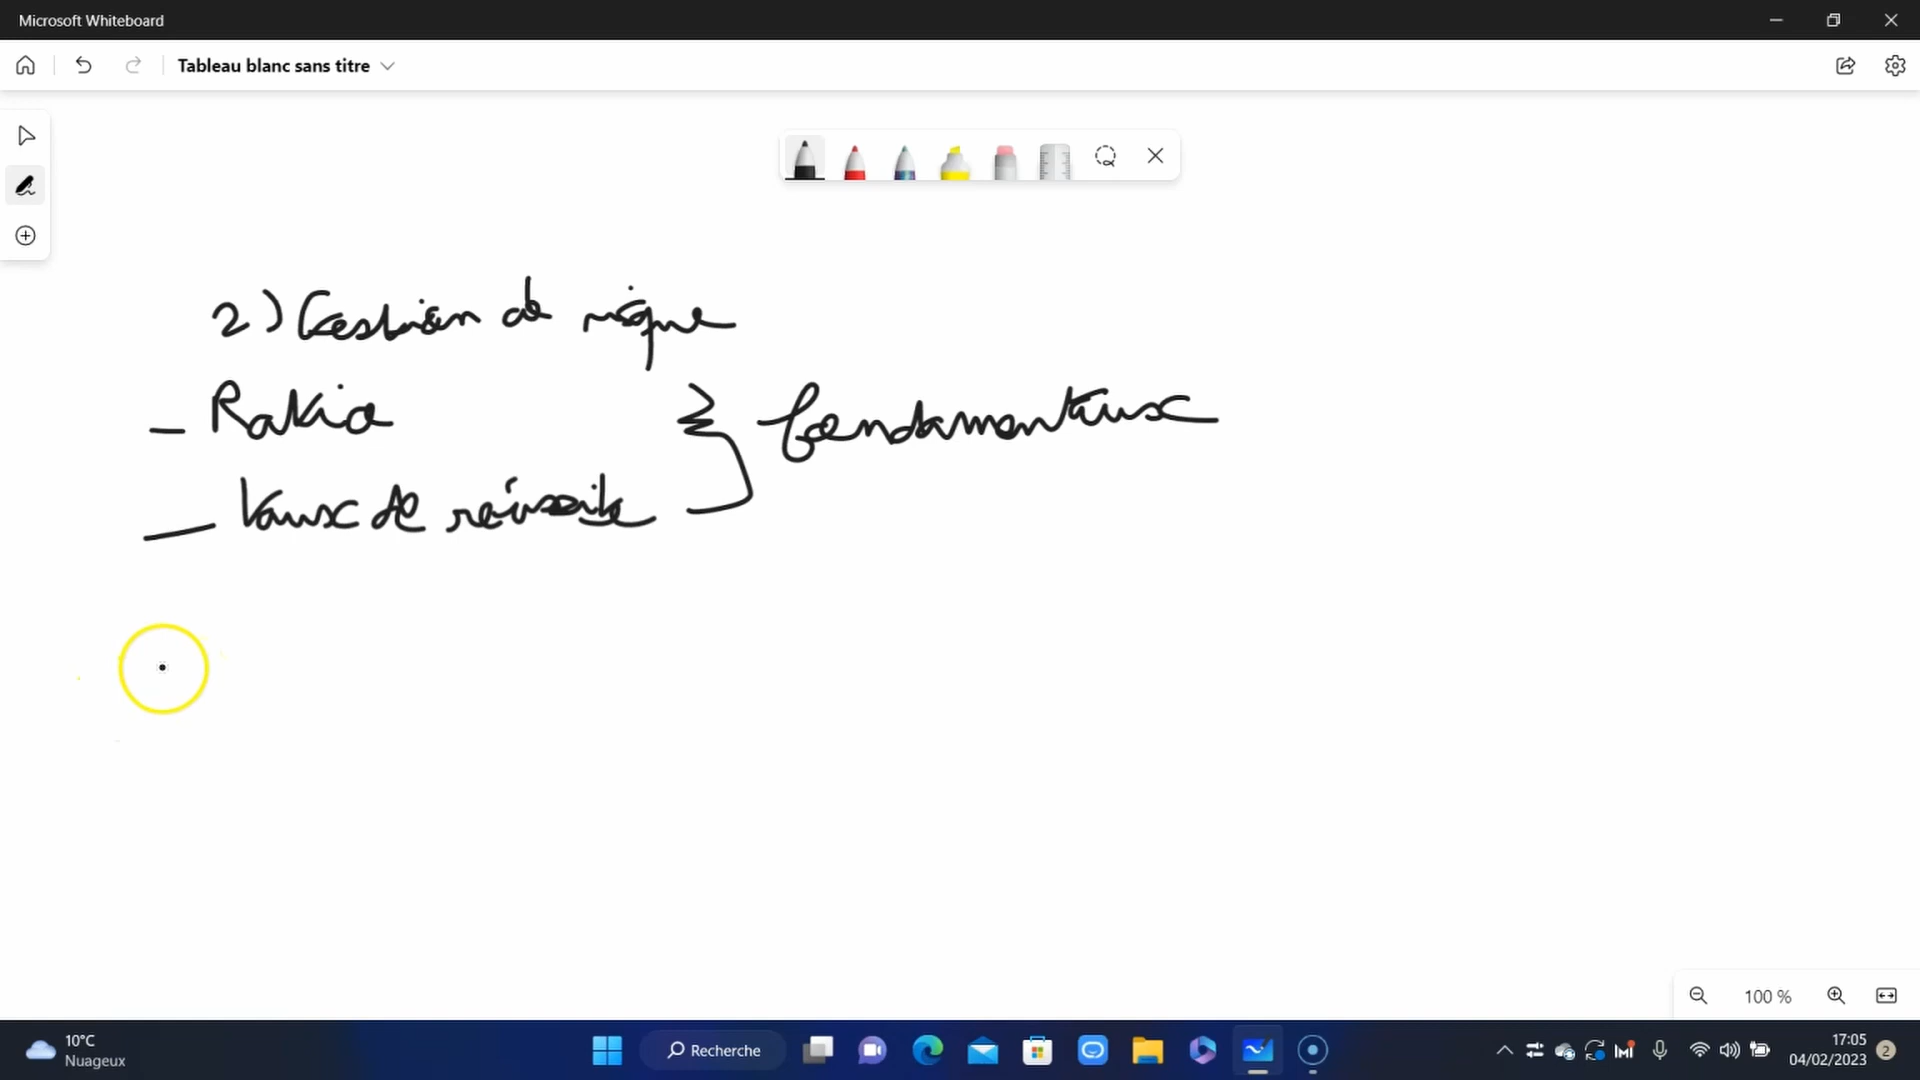 Microsoft Whiteboard
Tableau blanc sans titre
2) Gestion de risque
- Ratio
- Taux de réussite
fondamentaux
100 %
10°C
Nuageux
Recherche
17:05
04/02/2023
2